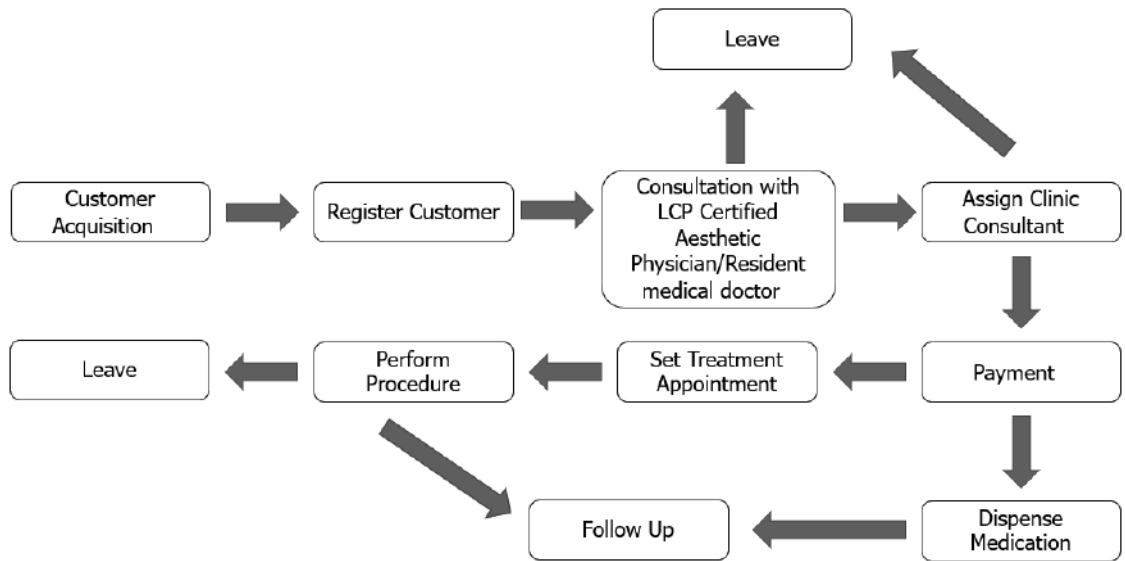 Leave
Customer
Acquisition
Register Customer
Consultation with
LCP Certified
Aesthetic
Physician/Resident
medical doctor
Assign Clinic
Consultant
Leave
Perform
Procedure
Set Treatment
Appointment
Payment
Follow Up
Dispense
Medication